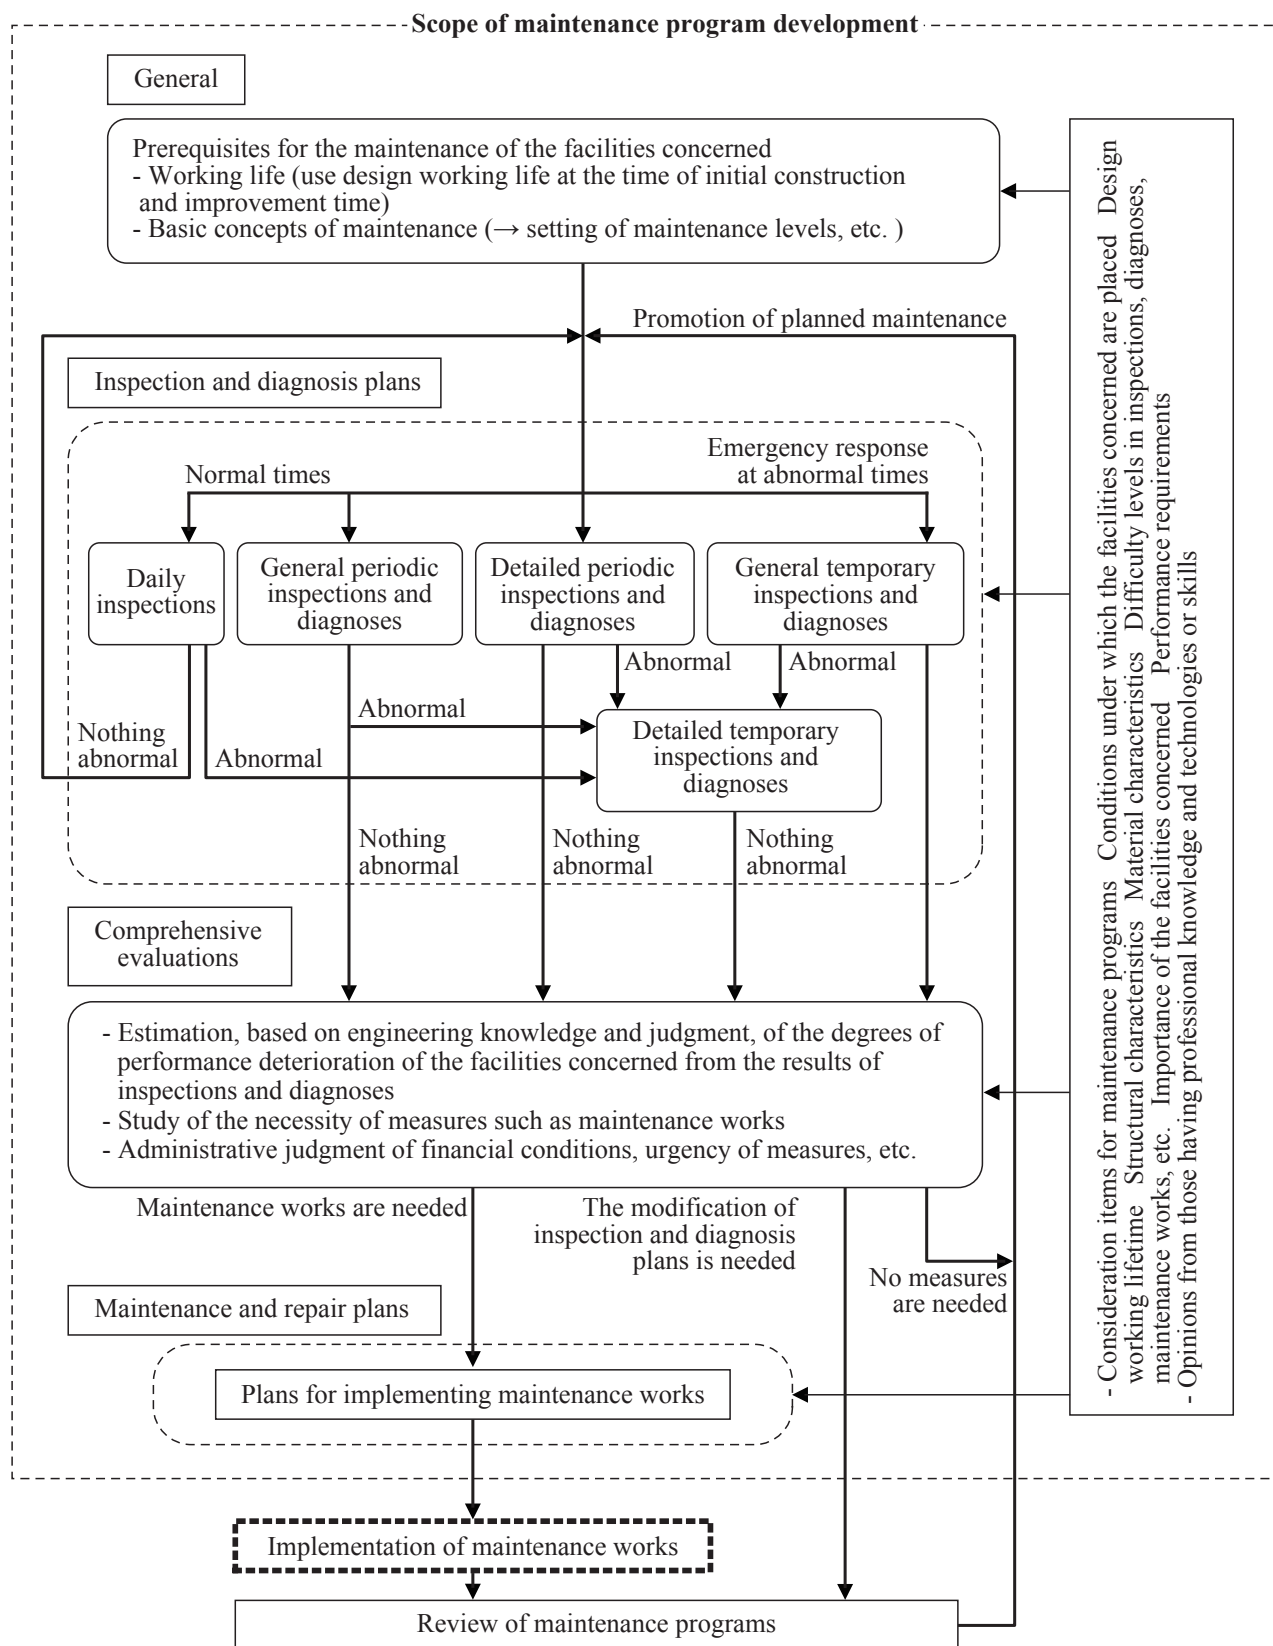 Scope of maintenance program development
General
Prerequisites for the maintenance of the facilities concerned
- Working life (use design working life at the time of initial construction
and improvement time)
- Basic concepts of maintenance (→ setting of maintenance levels, etc. )
Promotion of planned maintenance
Inspection and diagnosis plans
Normal times
Emergency response
at abnormal times
Daily
inspections
General periodic
inspections and
diagnoses
Detailed periodic
inspections and
diagnoses
General temporary
inspections and
diagnoses
Abnormal
Abnormal
Abnormal
Nothing
abnormal
Abnormal
Detailed temporary
inspections and
diagnoses
Nothing
abnormal
Nothing
abnormal
Nothing
abnormal
Comprehensive
evaluations
- Estimation, based on engineering knowledge and judgment, of the degrees of
performance deterioration of the facilities concerned from the results of
inspections and diagnoses
- Study of the necessity of measures such as maintenance works
- Administrative judgment of financial conditions, urgency of measures, etc.
Maintenance works are needed
The modification of
inspection and diagnosis
plans is needed
No measures
are needed
Maintenance and repair plans
Plans for implementing maintenance works
Implementation of maintenance works
Review of maintenance programs
- Consideration items for maintenance programs Conditions under which the facilities concerned are placed Design
working lifetime Structural characteristics Material characteristics Difficulty levels in inspections, diagnoses,
maintenance works, etc. Importance of the facilities concerned Performance requirements
- Opinions from those having professional knowledge and technologies or skills